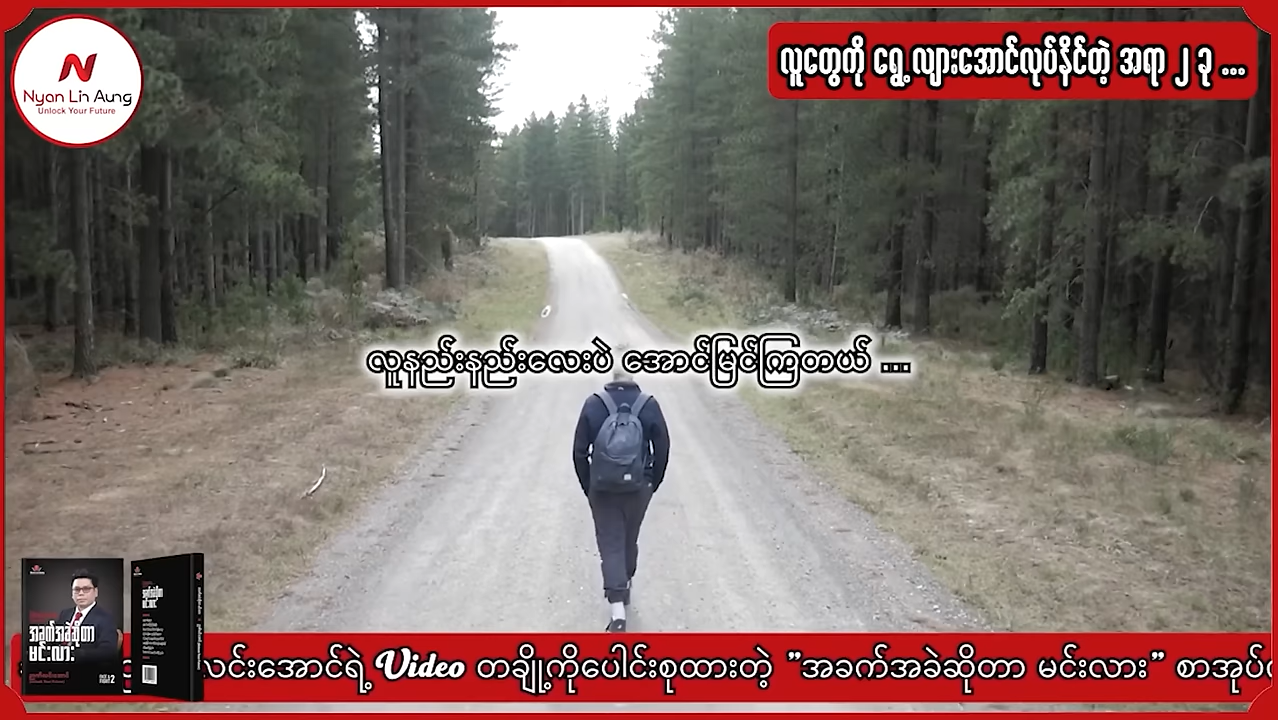 Nyan Lin Aung
Unlock Your Future
လူတွေကို ရွေ့လျားအောင်လုပ်နိုင်တဲ့ အရာ ၂ ခု ...
လူနည်းနည်းလေးပဲ အောင်မြင်ကြတယ် ...
အခက်အခဲဆိုတာ
မင်းလား
လင်းအောင်ရဲ့ Video တချို့ကိုပေါင်းစုထားတဲ့ "အခက်အခဲဆိုတာ မင်းလား" စာအုပ်